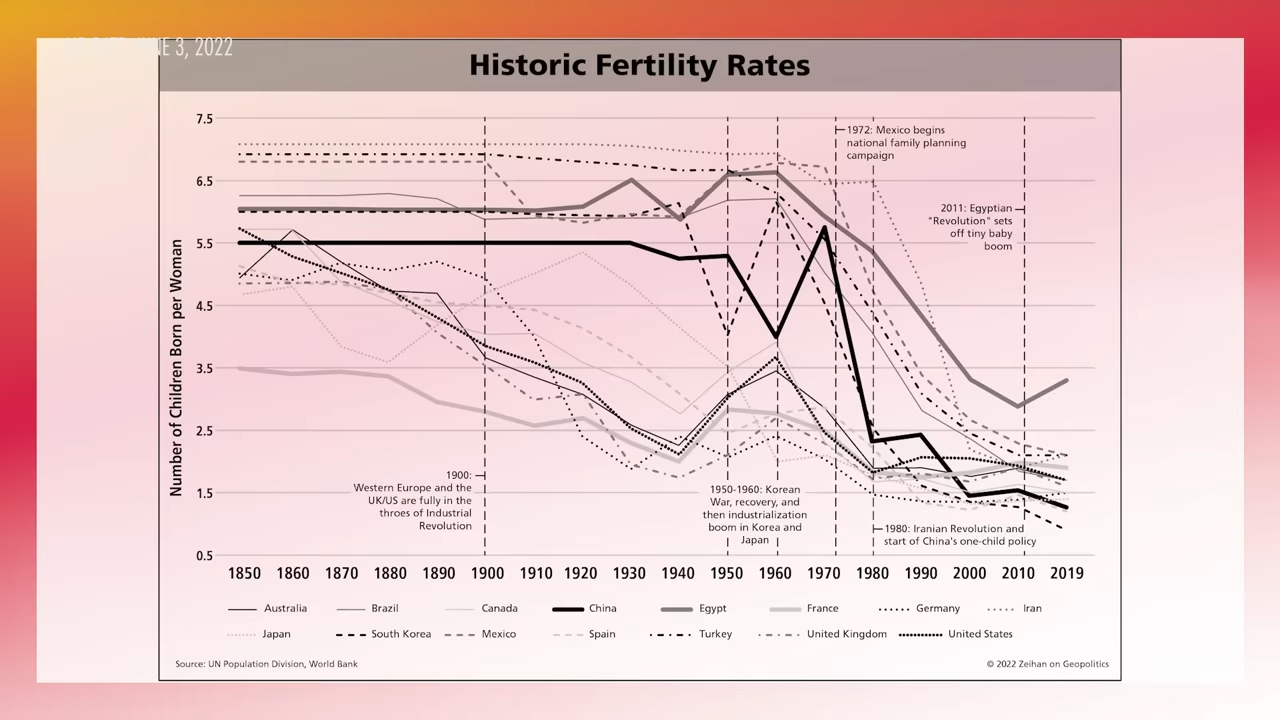 NE 3, 2022
Historic Fertility Rates
Number of Children Born per Woman
7.5
6.5
5.5
4.5
3.5
2.5
1.5
0.5
1972: Mexico begins
national family planning
campaign
2011: Egyptian
"Revolution" sets
off tiny baby
boom
1900:
Western Europe and the
UK/US are fully in the
throes of Industrial
Revolution
1950-1960: Korean
War, recovery, and
then industrialization
boom in Korea and
Japan
1980: Iranian Revolution and
start of China's one-child policy
1850 1860 1870 1880 1890 1900 1910 1920 1930 1940 1950 1960 1970 1980 1990 2000 2010 2019
Australia Brazil Canada China Egypt France Germany Iran
Japan South Korea Mexico Spain Turkey United Kingdom United States
Source: UN Population Division, World Bank
© 2022 Zeihan on Geopolitics